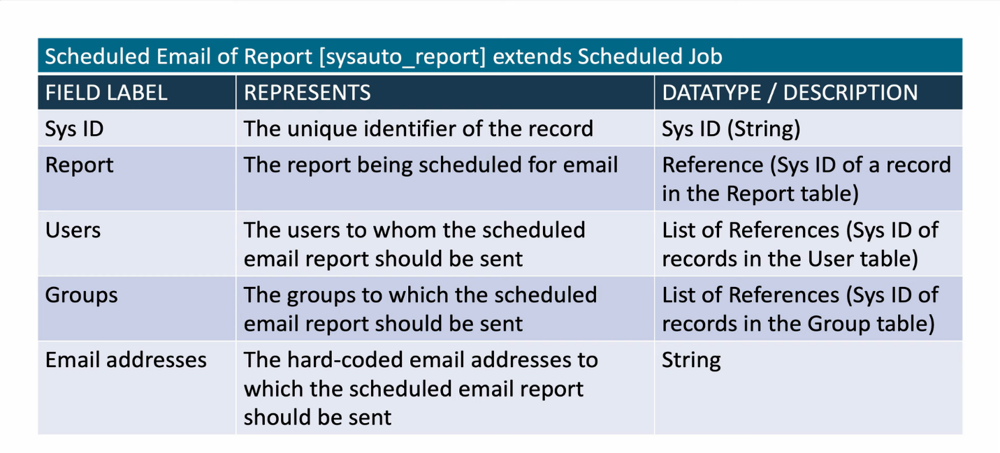 Scheduled Email of Report [sysauto_report] extends Scheduled Job
FIELD LABEL REPRESENTS DATATYPE / DESCRIPTION
Sys ID The unique identifier of the record Sys ID (String)
Report The report being scheduled for email Reference (Sys ID of a record
in the Report table)
Users The users to whom the scheduled List of References (Sys ID of
email report should be sent records in the User table)
Groups The groups to which the scheduled List of References (Sys ID of
email report should be sent records in the Group table)
Email addresses The hard-coded email addresses to String
which the scheduled email report
should be sent